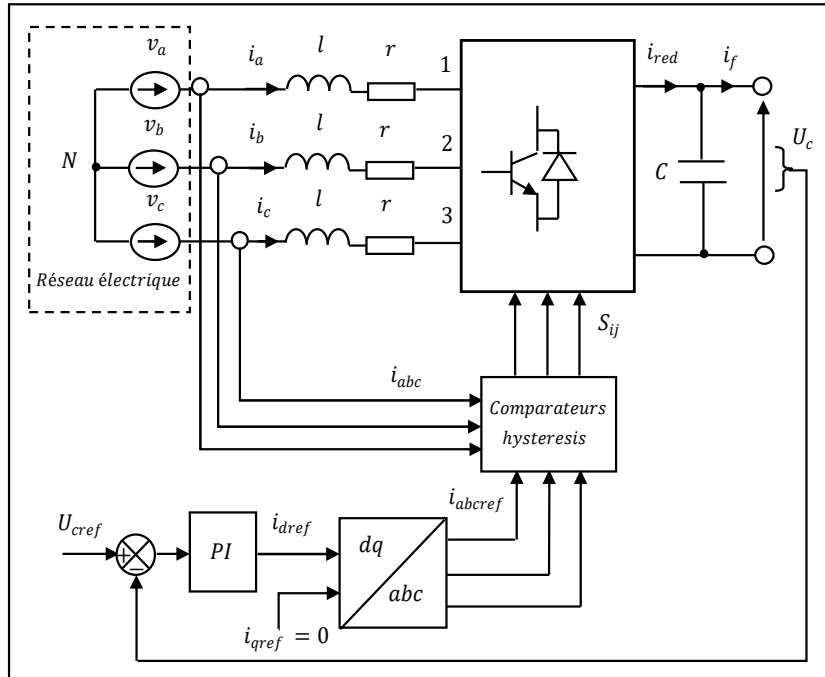 v_a
i_a
l
r
1
i_red
i_f
v_b
i_b
l
r
2
N
C
U_c
v_c
i_c
l
r
3
Réseau électrique
S_ij
i_abc
Comparateurs
hysteresis
i_abcref
U_cref
+
−
PI
i_dref
dq
abc
i_qref = 0